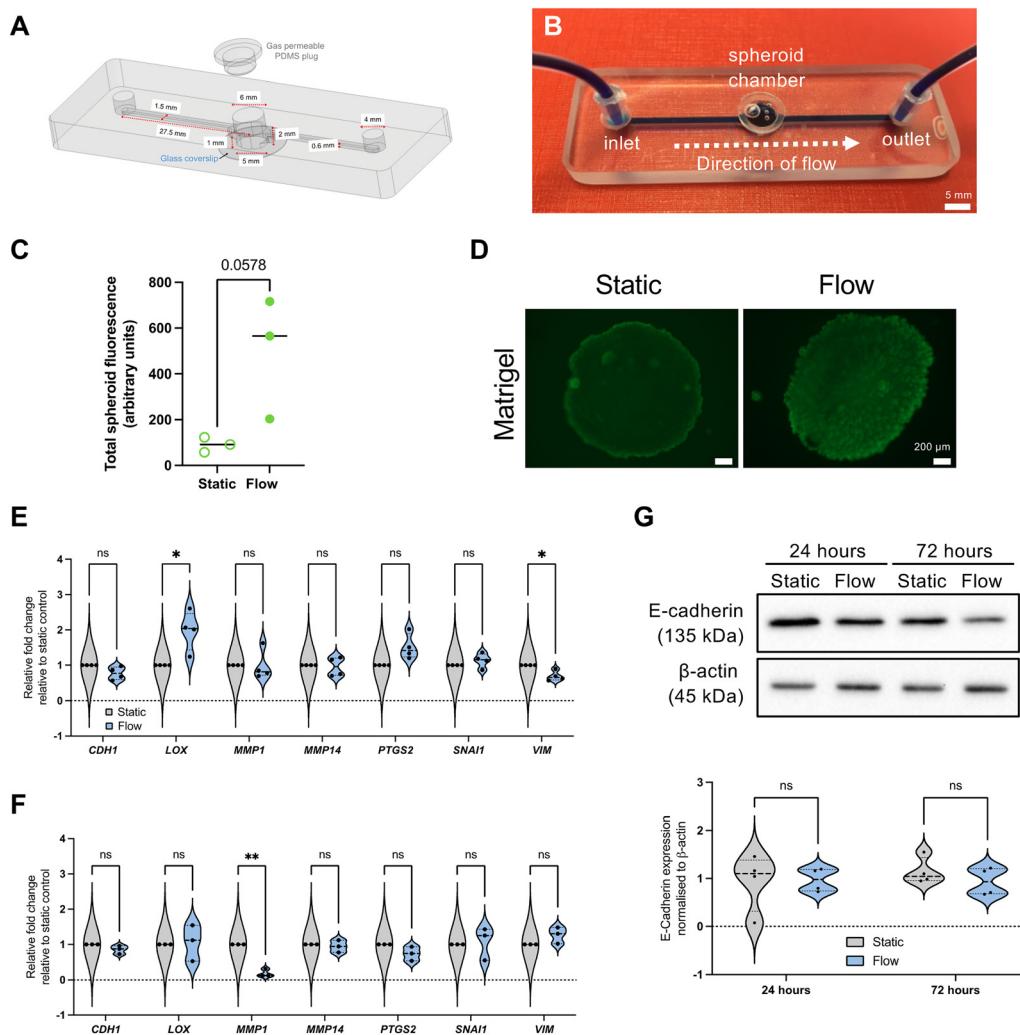 A
Gas permeable
PDMS plug
6 mm
1.5 mm
4 mm
27.5 mm
1 mm
2 mm
0.6 mm
Glass coverslip
5 mm
B
spheroid
chamber
inlet
outlet
Direction of flow
5 mm
C
0.0578
Total spheroid fluorescence
(arbitrary units)
800
600
400
200
0
Static
Flow
D
Static
Flow
Matrigel
200 µm
E
Relative fold change
relative to static control
4
3
2
1
0
-1
ns
*
ns
ns
ns
ns
*
Static
Flow
CDH1
LOX
MMP1
MMP14
PTGS2
SNAI1
VIM
F
Relative fold change
relative to static control
4
3
2
1
0
-1
ns
ns
**
ns
ns
ns
ns
CDH1
LOX
MMP1
MMP14
PTGS2
SNAI1
VIM
G
24 hours
72 hours
Static
Flow
Static
Flow
E-cadherin
(135 kDa)
β-actin
(45 kDa)
E-Cadherin expression
normalised to β-actin
4
3
2
1
0
-1
ns
ns
Static
Flow
24 hours
72 hours